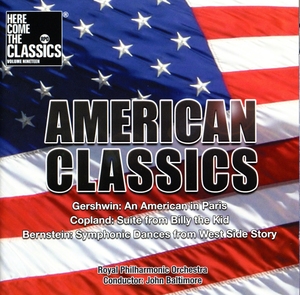 HERE
COME
THE
CLASSICS
VOLUME NINETEEN
RPO
AMERICAN
CLASSICS
Gershwin: An American in Paris
Copland: Suite from Billy the Kid
Bernstein: Symphonic Dances from West Side Story
Royal Philharmonic Orchestra
Conductor: John Baltimore